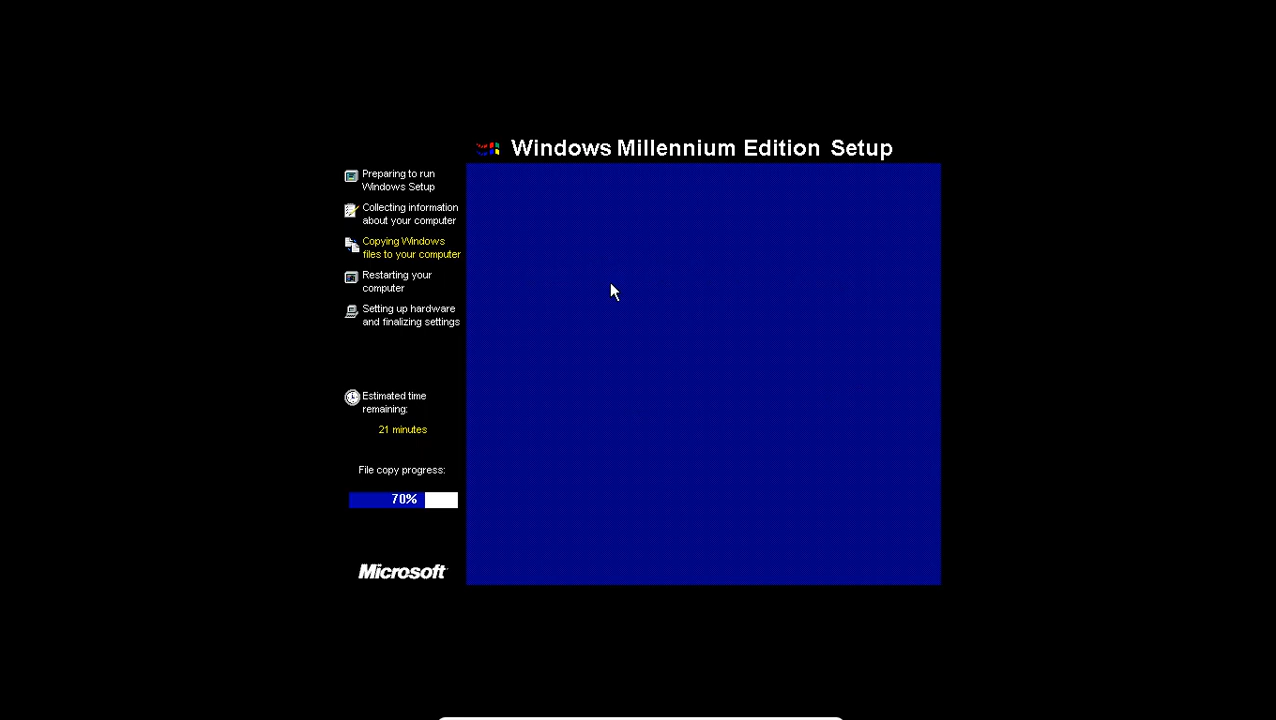 Windows Millennium Edition Setup
Preparing to run
Windows Setup
Collecting information
about your computer
Copying Windows
files to your computer
Restarting your
computer
Setting up hardware
and finalizing settings
Estimated time
remaining:
21 minutes
File copy progress:
70%
Microsoft